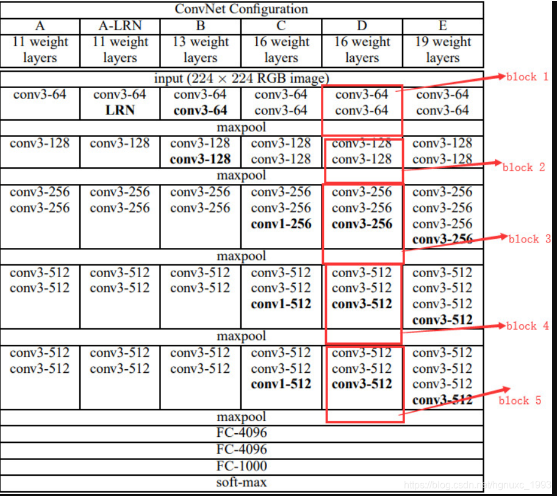 ConvNet Configuration
A A-LRN B C D E
11 weight layers 11 weight layers 13 weight layers 16 weight layers 16 weight layers 19 weight layers
input (224 × 224 RGB image)
conv3-64 conv3-64 conv3-64 conv3-64 conv3-64 conv3-64 block 1
LRN conv3-64 conv3-64 conv3-64 conv3-64
maxpool
conv3-128 conv3-128 conv3-128 conv3-128 conv3-128 conv3-128
conv3-128 conv3-128 conv3-128 conv3-128 block 2
maxpool
conv3-256 conv3-256 conv3-256 conv3-256 conv3-256 conv3-256
conv3-256 conv3-256 conv3-256 conv3-256 conv3-256 conv3-256
conv1-256 conv3-256 conv3-256
conv3-256 block 3
maxpool
conv3-512 conv3-512 conv3-512 conv3-512 conv3-512 conv3-512
conv3-512 conv3-512 conv3-512 conv3-512 conv3-512 conv3-512
conv1-512 conv3-512 conv3-512
conv3-512 block 4
maxpool
conv3-512 conv3-512 conv3-512 conv3-512 conv3-512 conv3-512
conv3-512 conv3-512 conv3-512 conv3-512 conv3-512 conv3-512
conv1-512 conv3-512 conv3-512
conv3-512 block 5
maxpool
FC-4096
FC-4096
FC-1000
soft-max